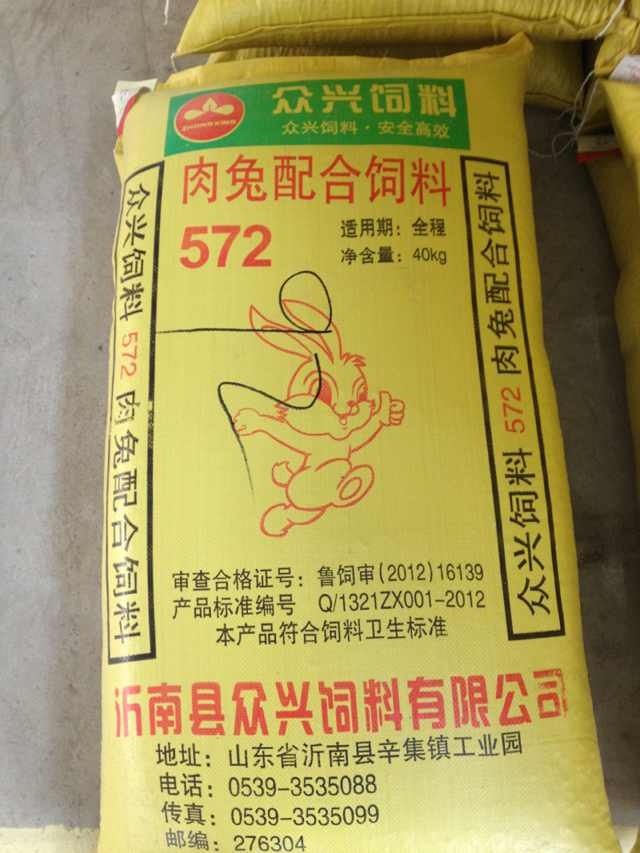 ZHONG XING
众兴饲料
众兴饲料·安全高效
肉兔配合饲料
572
适用期：全程
净含量：40kg
众兴饲料 572 肉兔配合饲料
众兴饲料 572 肉兔配合饲料
审查合格证号：鲁饲审(2012)16139
产品标准编号 Q/1321ZX001-2012
本产品符合饲料卫生标准
沂南县众兴饲料有限公司
地址：山东省沂南县辛集镇工业园
电话：0539-3535088
传真：0539-3535099
邮编：276304